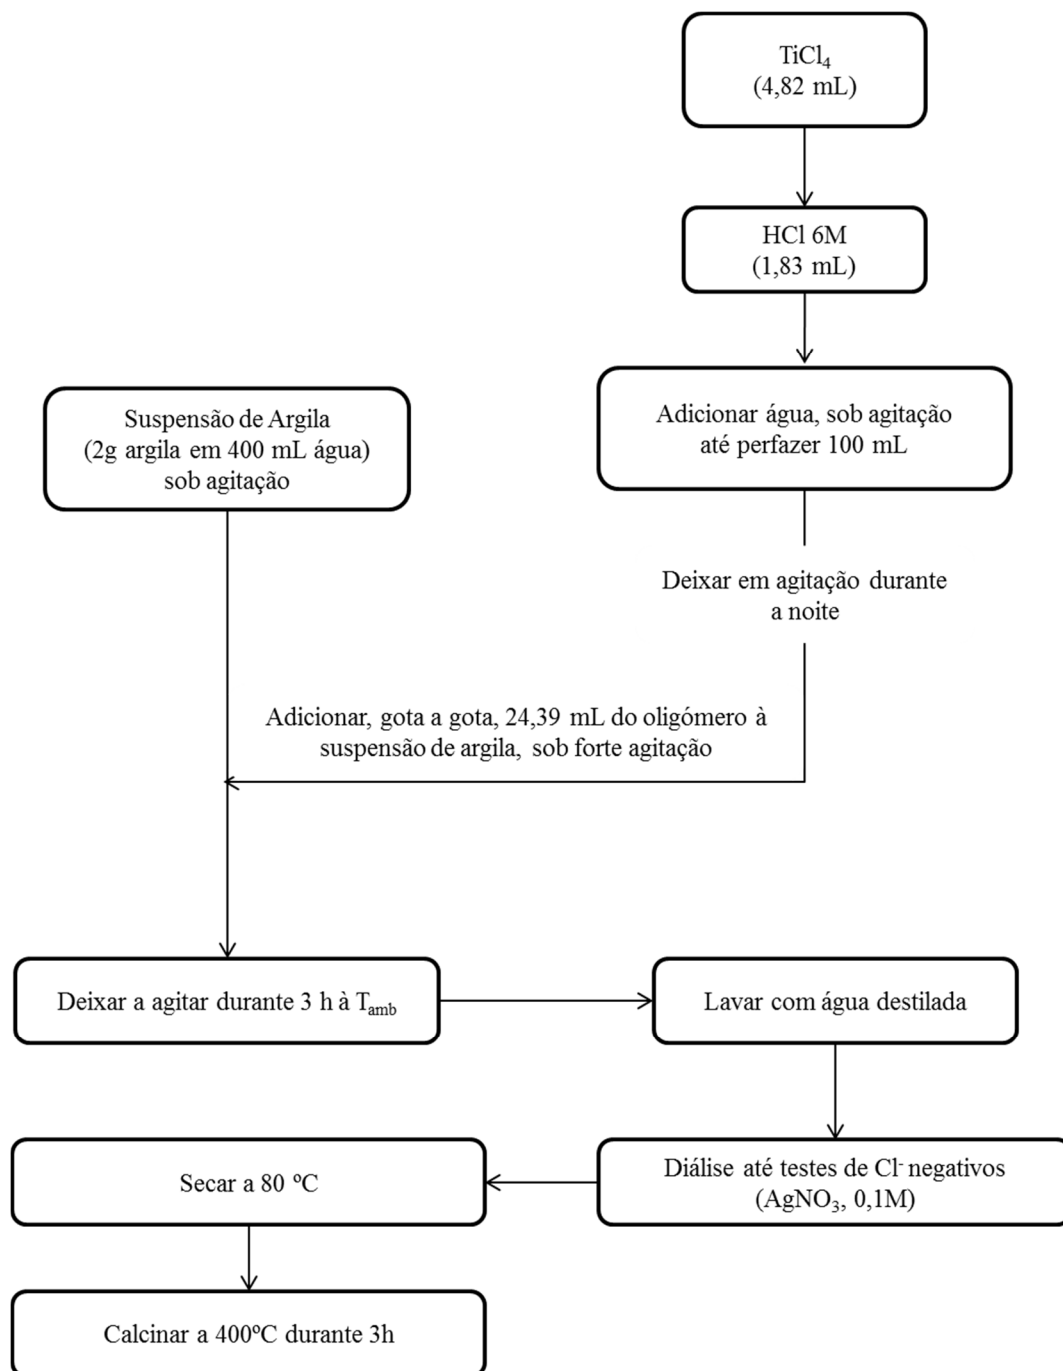 TiCl₄
(4,82 mL)
HCl 6M
(1,83 mL)
Adicionar água, sob agitação
até perfazer 100 mL
Suspensão de Argila
(2g argila em 400 mL água)
sob agitação
Deixar em agitação durante
a noite
Adicionar, gota a gota, 24,39 mL do oligómero à
suspensão de argila, sob forte agitação
Deixar a agitar durante 3 h à Tamb
Lavar com água destilada
Diálise até testes de Cl⁻ negativos
(AgNO₃, 0,1M)
Secar a 80 ºC
Calcinar a 400ºC durante 3h